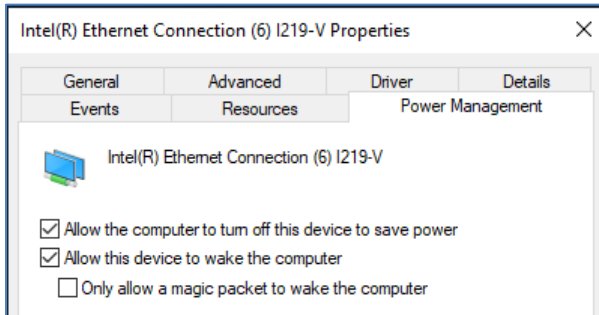 Intel(R) Ethernet Connection (6) I219-V Properties
General Advanced Driver Details
Events Resources Power Management
Intel(R) Ethernet Connection (6) I219-V
Allow the computer to turn off this device to save power
Allow this device to wake the computer
Only allow a magic packet to wake the computer